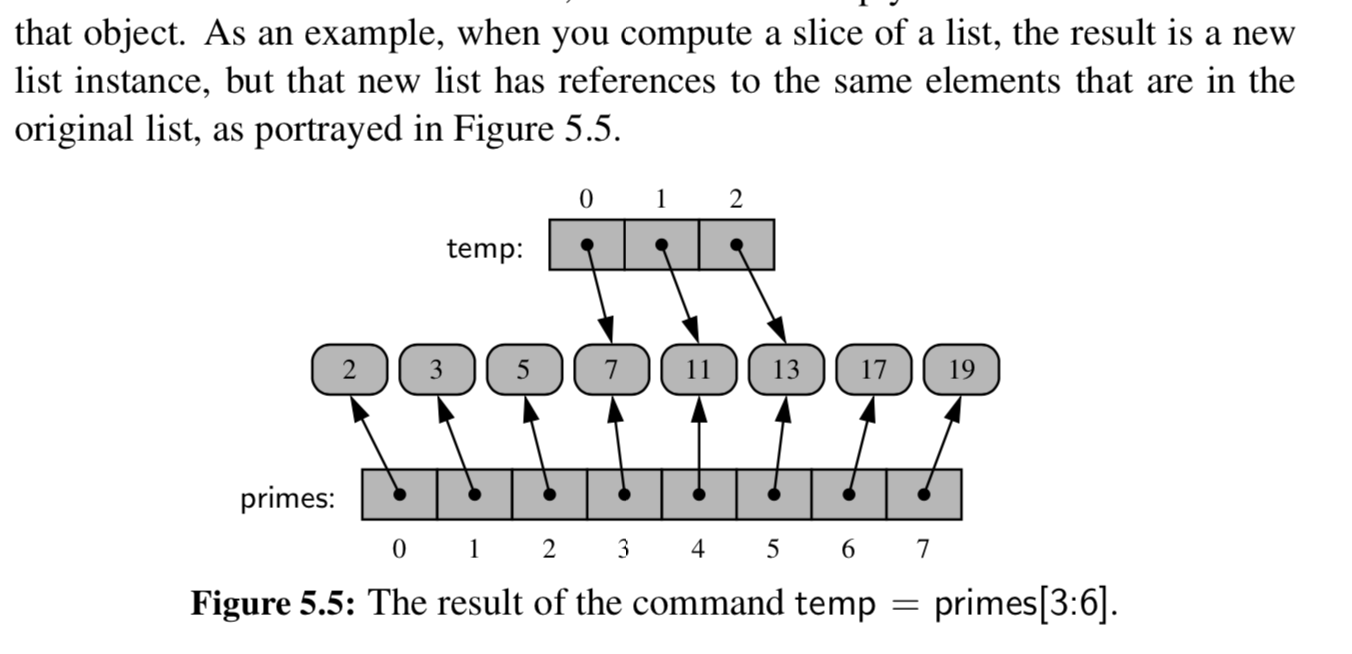 that object. As an example, when you compute a slice of a list, the result is a new
list instance, but that new list has references to the same elements that are in the
original list, as portrayed in Figure 5.5.
0 1 2
temp:
2 3 5 7 11 13 17 19
primes:
0 1 2 3 4 5 6 7
Figure 5.5: The result of the command temp = primes[3:6].